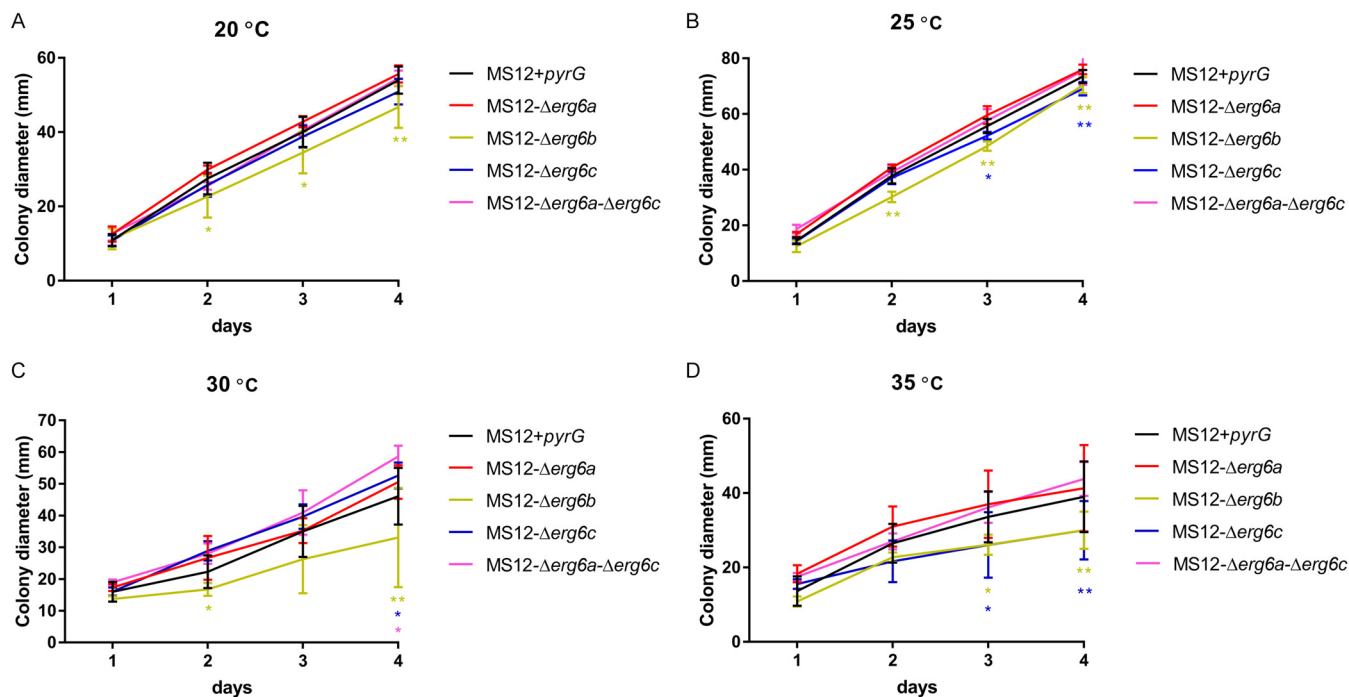 A
20 °C
Colony diameter (mm)
60
40
20
0
1 2 3 4
days
MS12+pyrG
MS12-Δerg6a
MS12-Δerg6b
MS12-Δerg6c
MS12-Δerg6a-Δerg6c
*
*
**
B
25 °C
Colony diameter (mm)
80
60
40
20
0
1 2 3 4
days
MS12+pyrG
MS12-Δerg6a
MS12-Δerg6b
MS12-Δerg6c
MS12-Δerg6a-Δerg6c
**
**
*
**
**
C
30 °C
Colony diameter (mm)
70
60
50
40
30
20
10
0
1 2 3 4
days
MS12+pyrG
MS12-Δerg6a
MS12-Δerg6b
MS12-Δerg6c
MS12-Δerg6a-Δerg6c
*
**
*
*
D
35 °C
Colony diameter (mm)
60
40
20
0
1 2 3 4
days
MS12+pyrG
MS12-Δerg6a
MS12-Δerg6b
MS12-Δerg6c
MS12-Δerg6a-Δerg6c
*
*
**
**